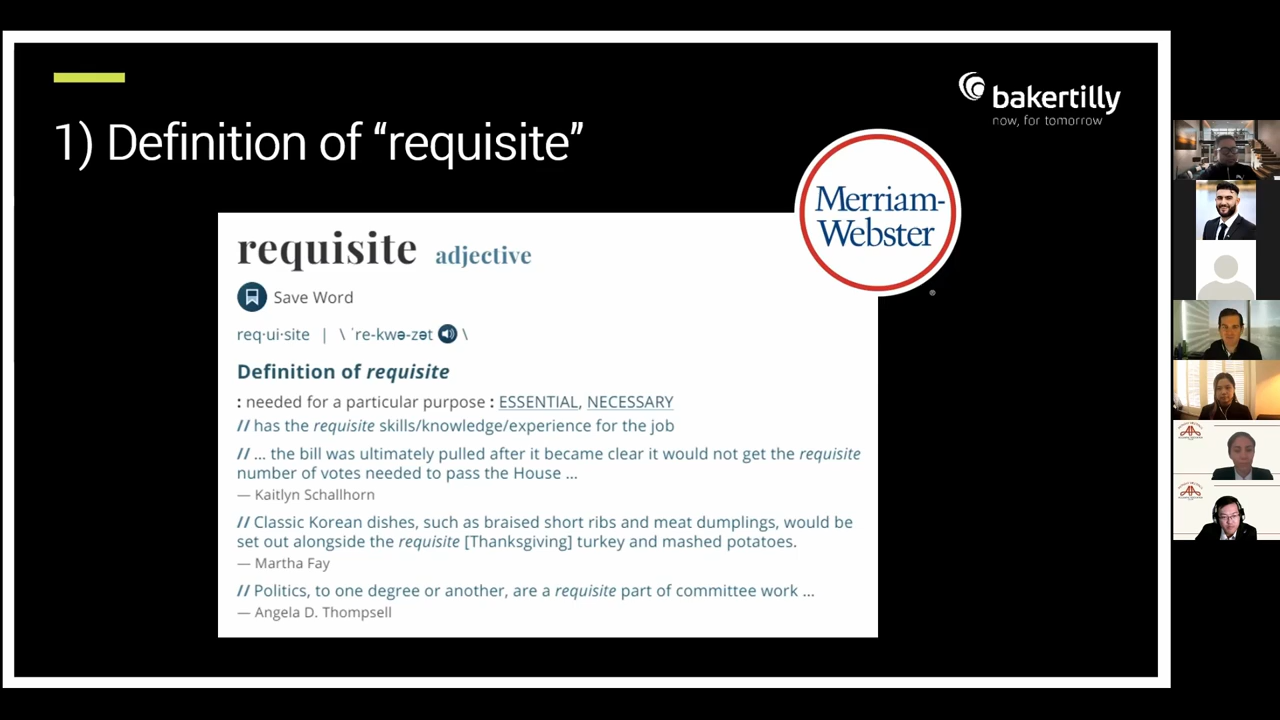 bakertilly
now, for tomorrow
1) Definition of “requisite”
Merriam-
Webster
®
requisite adjective
Save Word
req·ui·site | \ ˈre-kwə-zət \
Definition of requisite
: needed for a particular purpose : ESSENTIAL, NECESSARY
// has the requisite skills/knowledge/experience for the job
// ... the bill was ultimately pulled after it became clear it would not get the requisite
number of votes needed to pass the House ...
— Kaitlyn Schallhorn
// Classic Korean dishes, such as braised short ribs and meat dumplings, would be
set out alongside the requisite [Thanksgiving] turkey and mashed potatoes.
— Martha Fay
// Politics, to one degree or another, are a requisite part of committee work ...
— Angela D. Thompsell